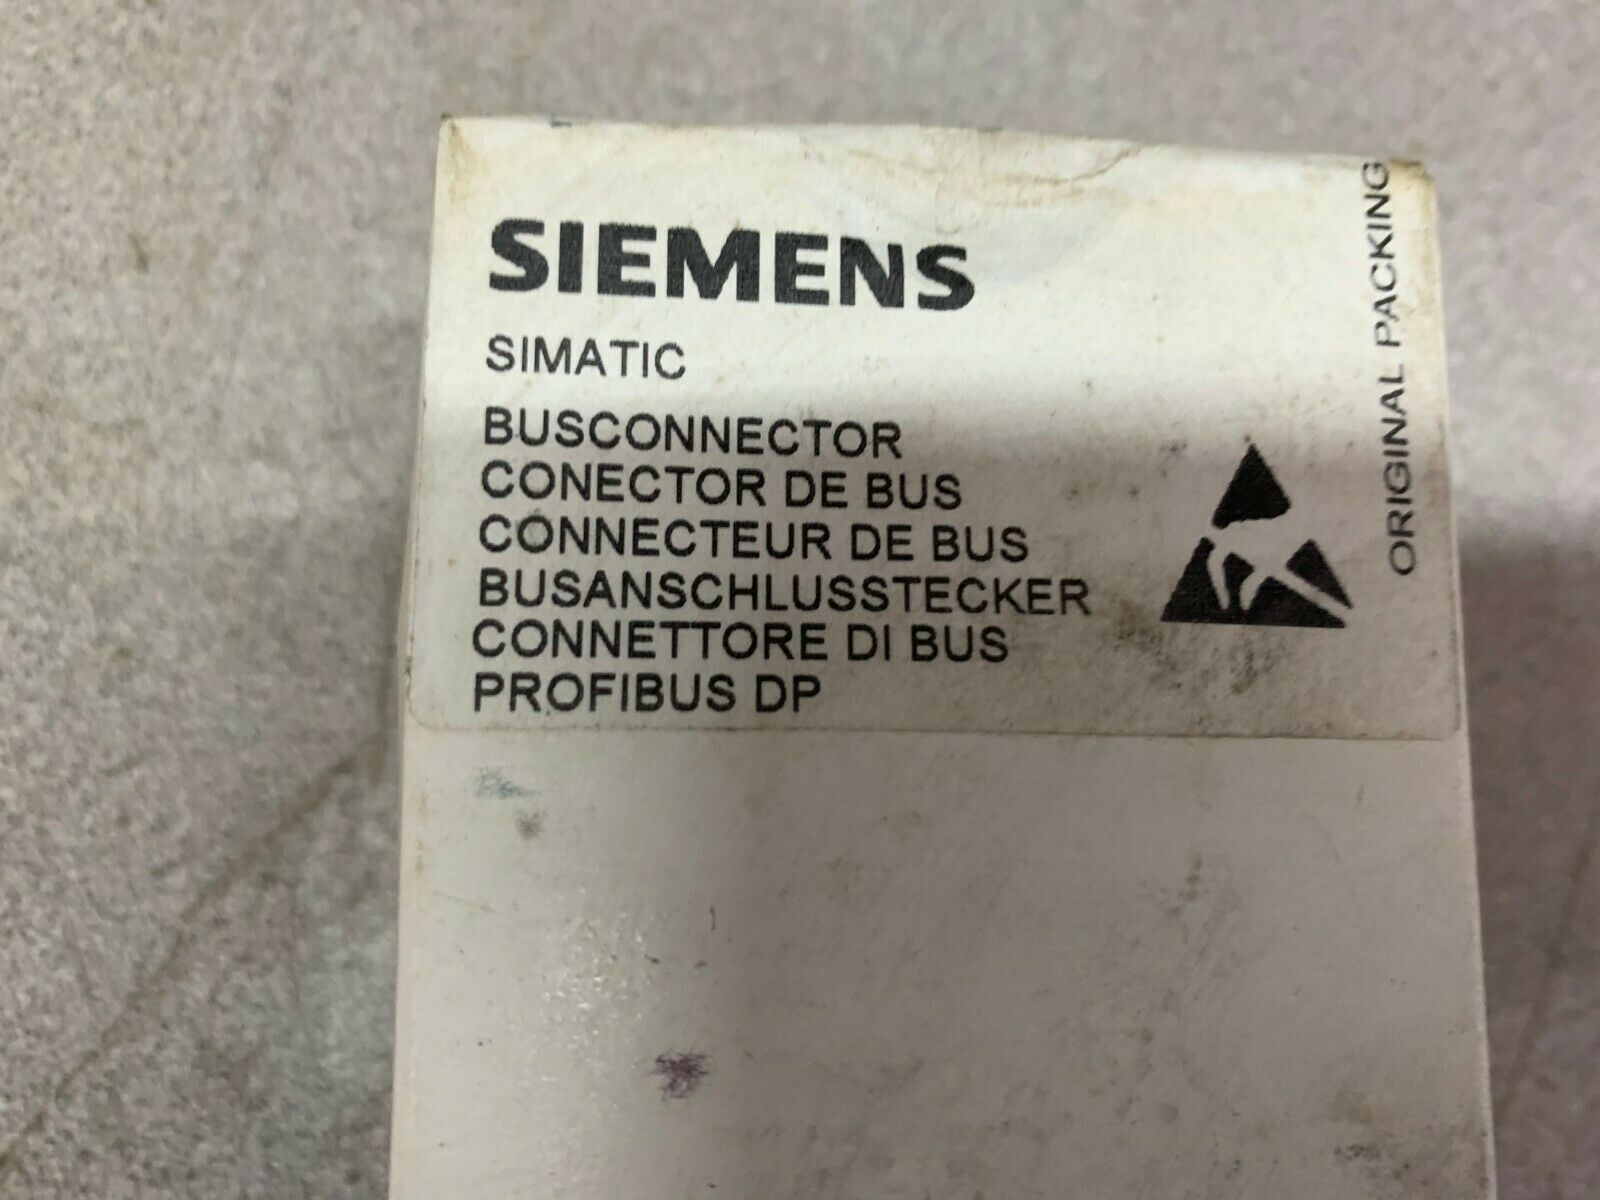 SIEMENS
SIMATIC
BUSCONNECTOR
CONECTOR DE BUS
CONNECTEUR DE BUS
BUSANSCHLUSSTECKER
CONNETTORE DI BUS
PROFIBUS DP
ORIGINAL PACKING